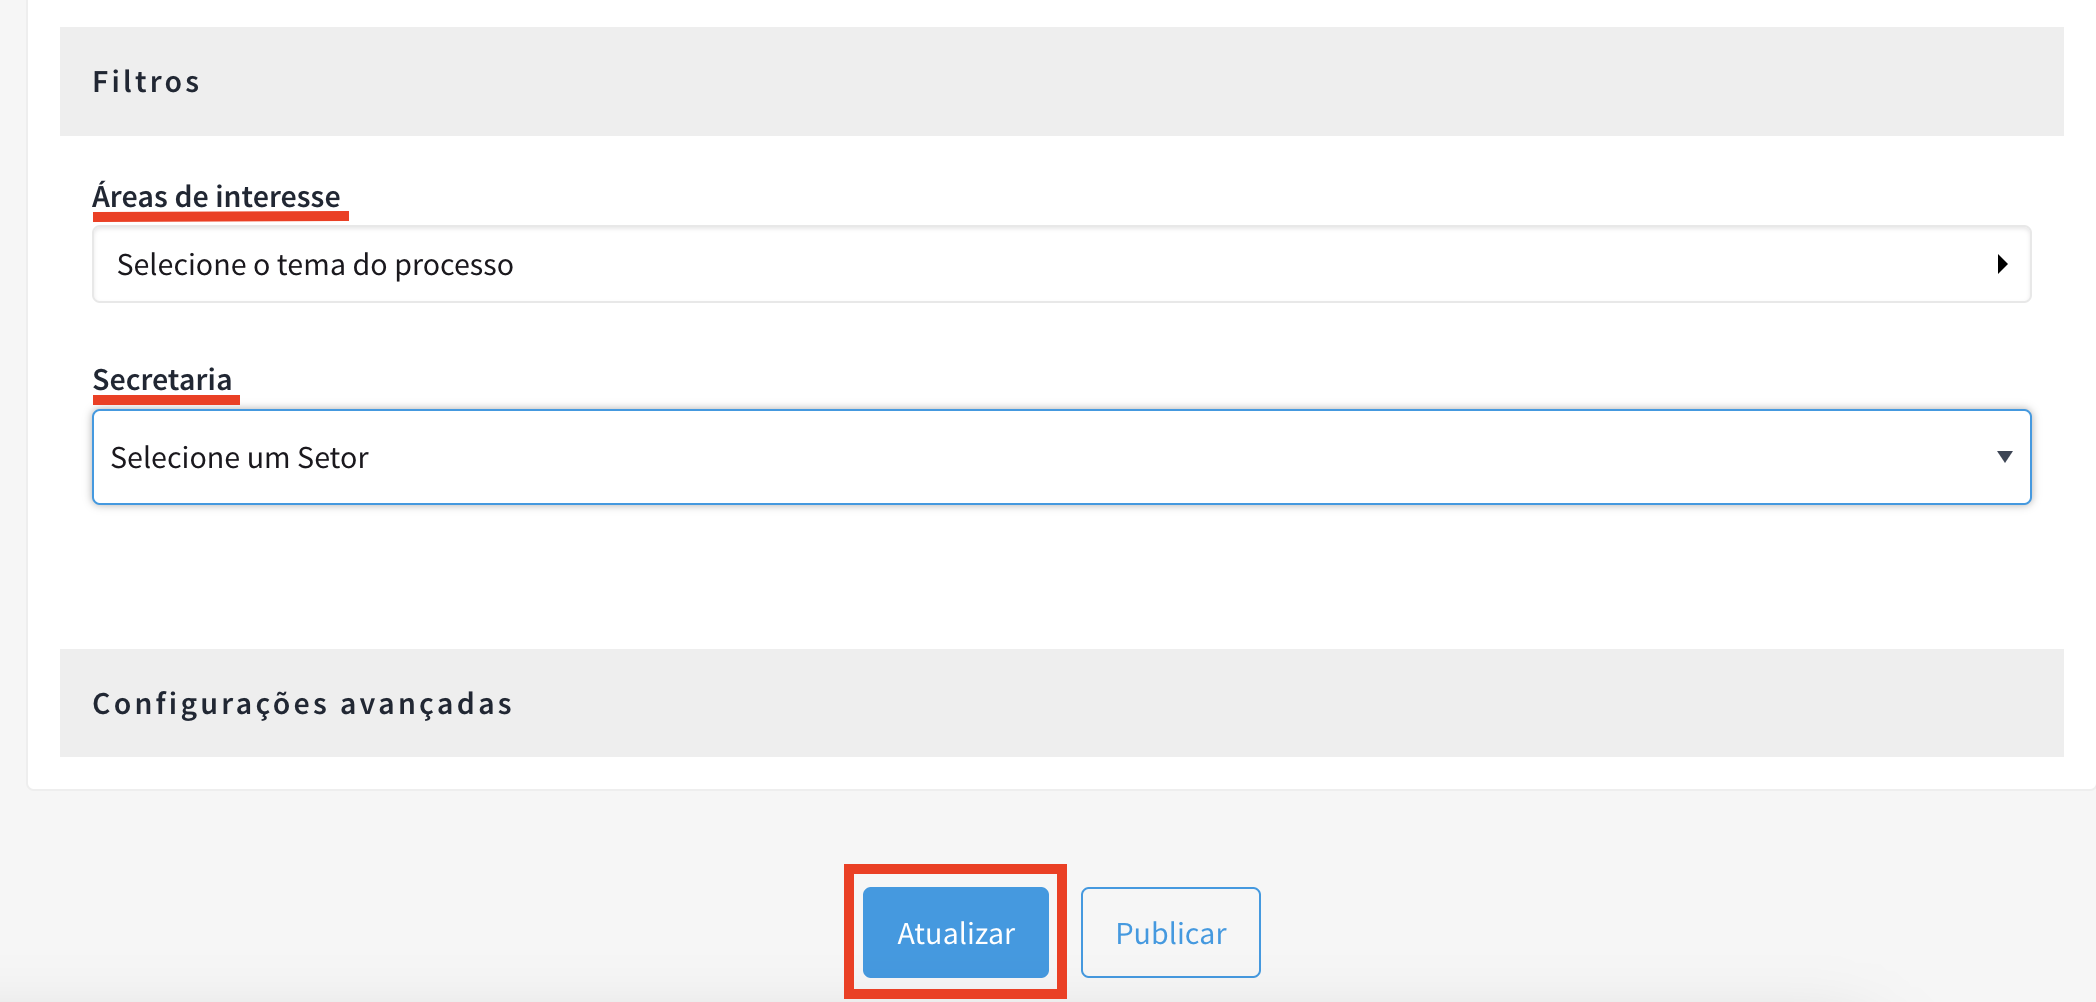 Filtros
Áreas de interesse
Selecione o tema do processo
Secretaria
Selecione um Setor
Configurações avançadas
Atualizar
Publicar